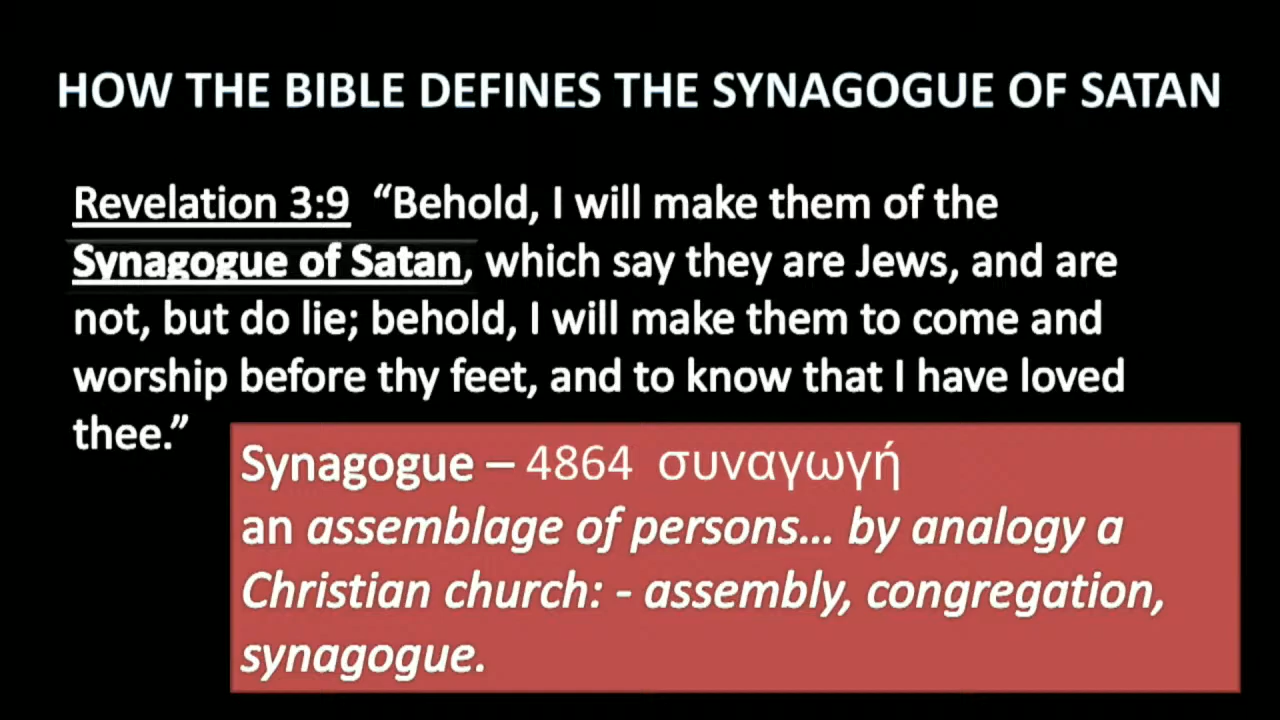 HOW THE BIBLE DEFINES THE SYNAGOGUE OF SATAN
Revelation 3:9 “Behold, I will make them of the
Synagogue of Satan, which say they are Jews, and are
not, but do lie; behold, I will make them to come and
worship before thy feet, and to know that I have loved
thee.”
Synagogue – 4864 συναγωγή
an assemblage of persons... by analogy a
Christian church: - assembly, congregation,
synagogue.